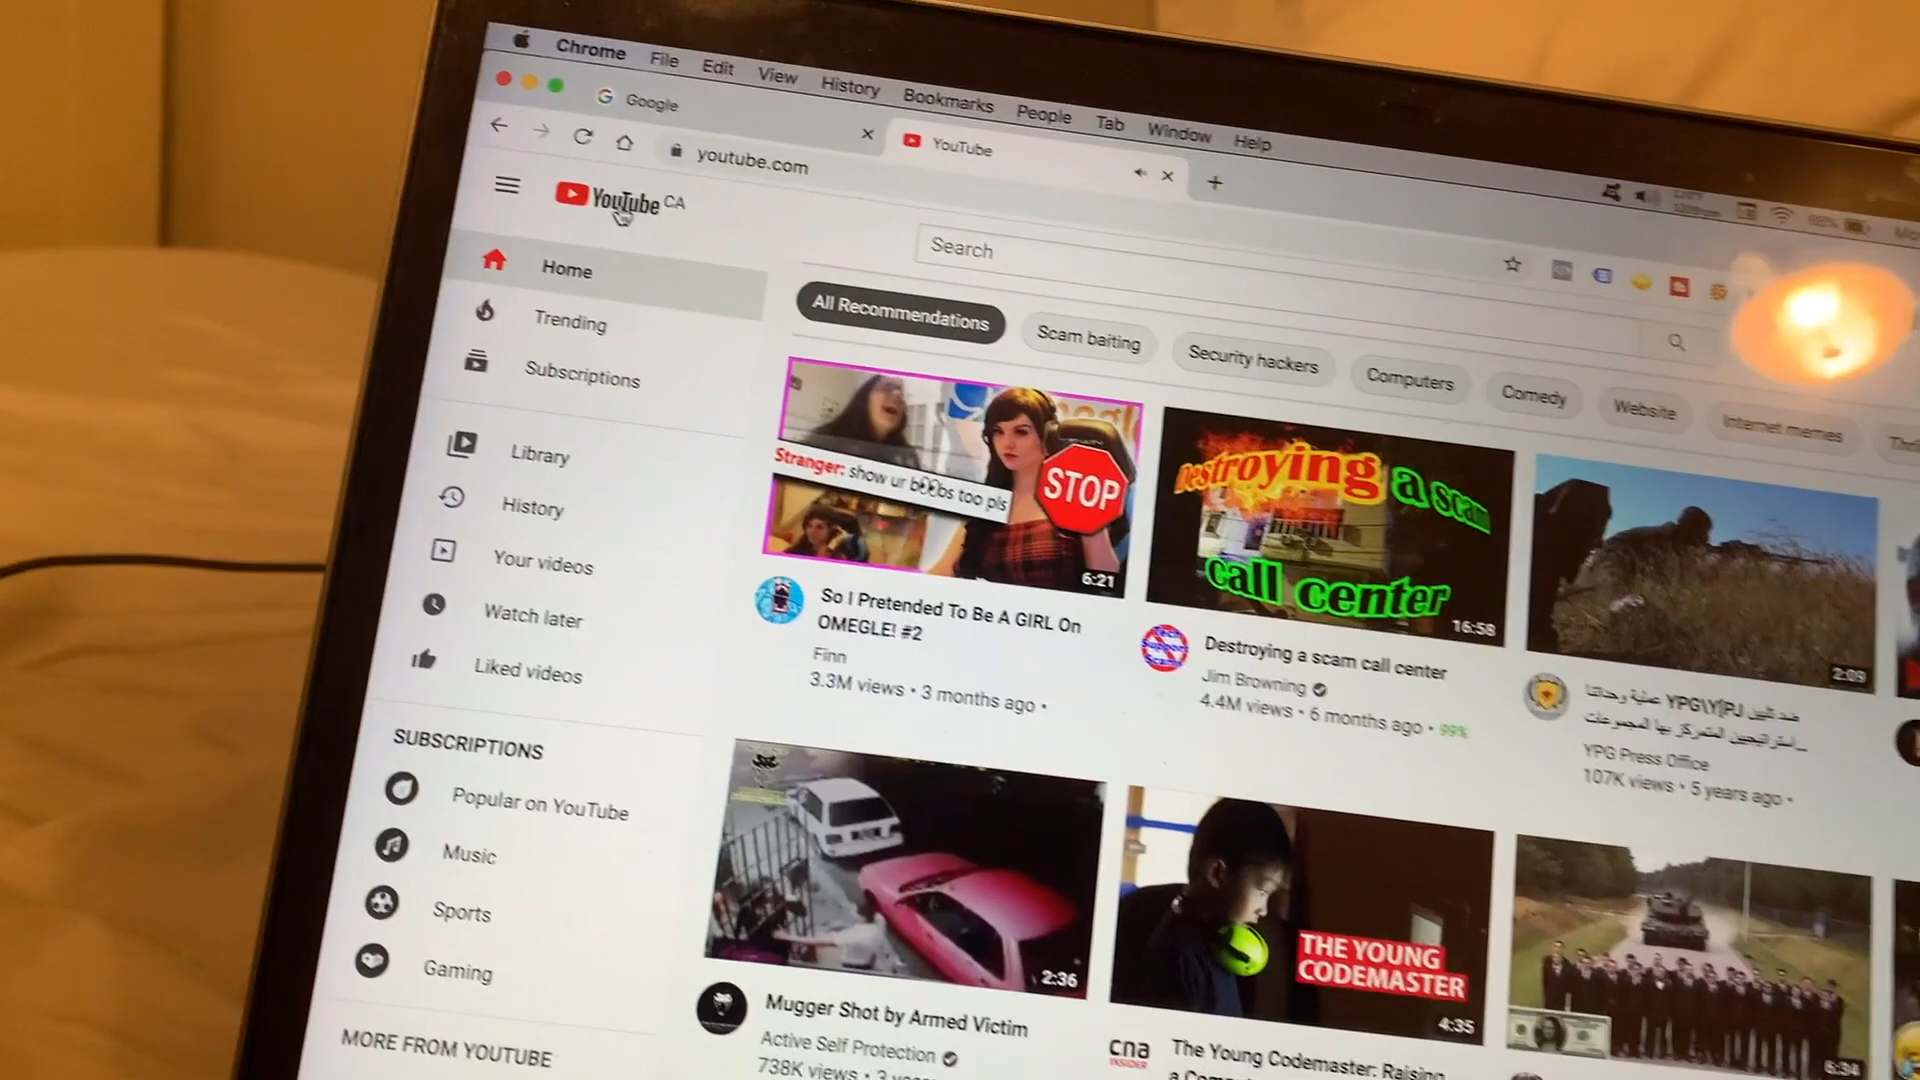 Chrome File Edit View History Bookmarks People Tab Window Help
Google
YouTube
youtube.com
YouTube CA
Search
Home
Trending
Subscriptions
Library
History
Your videos
Watch later
Liked videos
SUBSCRIPTIONS
Popular on YouTube
Music
Sports
Gaming
MORE FROM YOUTUBE
All Recommendations
Scam baiting
Security hackers
Computers
Comedy
Website
Internet memes
Stranger: show ur b00bs too pls
STOP
6:21
So I Pretended To Be A GIRL On
OMEGLE! #2
Finn
3.3M views • 3 months ago •
Destroying a scam
call center
16:58
Tech
Support
Scams
Destroying a scam call center
Jim Browning
4.4M views • 6 months ago • 99%
2:09
YPG Press Office
107K views • 5 years ago •
2:36
Mugger Shot by Armed Victim
Active Self Protection
738K views •
THE YOUNG
CODEMASTER
4:35
cna
INSIDER
The Young Codemaster: Raising
6:34